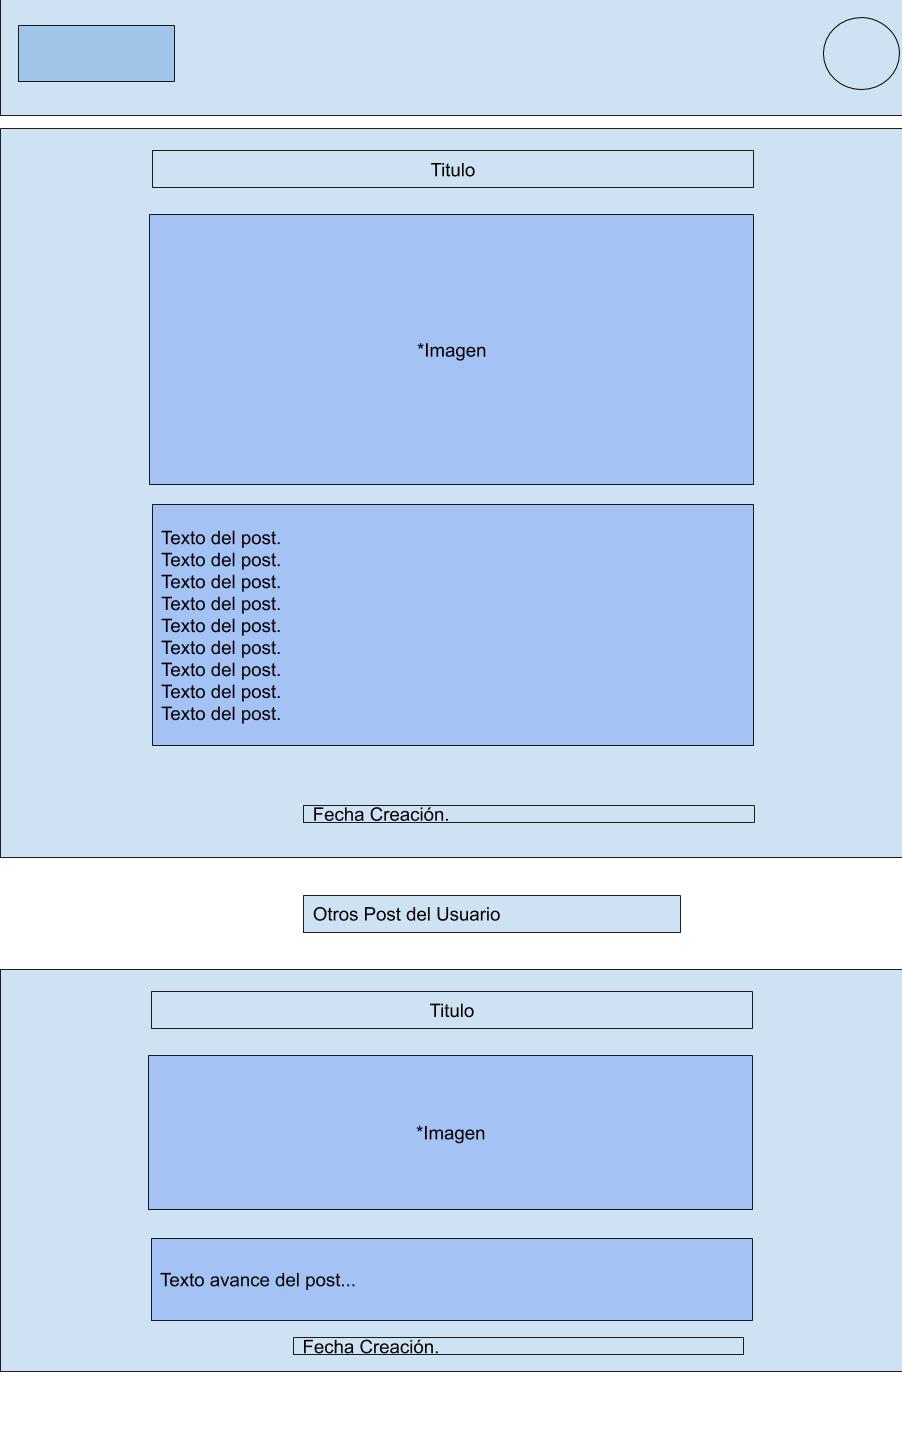 Titulo
*Imagen
Texto del post.
Texto del post.
Texto del post.
Texto del post.
Texto del post.
Texto del post.
Texto del post.
Texto del post.
Texto del post.
Fecha Creación.
Otros Post del Usuario
Titulo
*Imagen
Texto avance del post...
Fecha Creación.